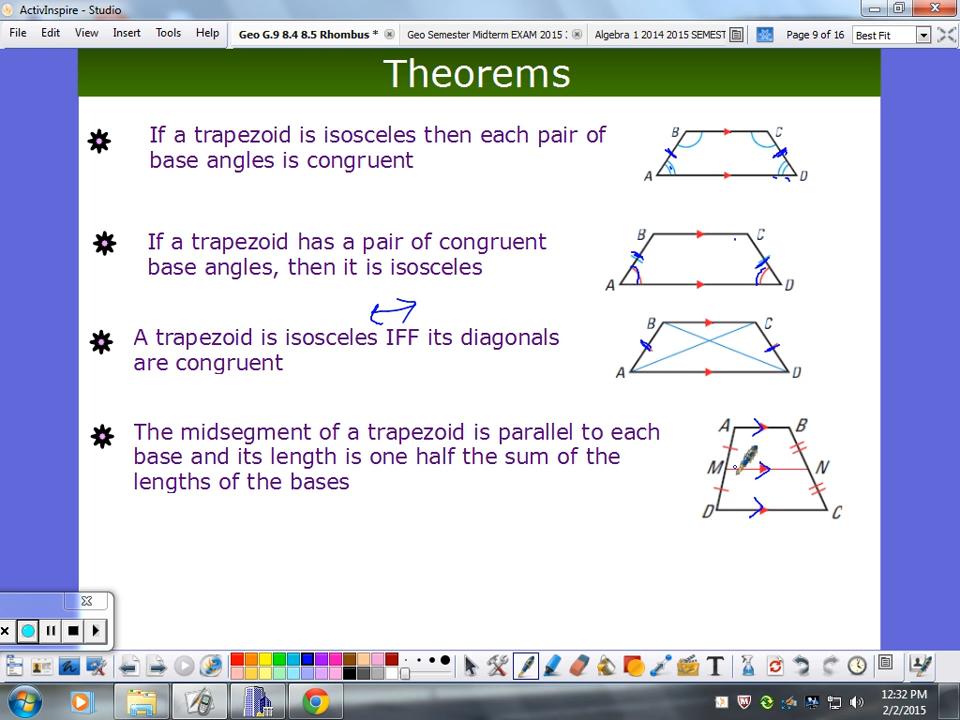 ActivInspire - Studio
File Edit View Insert Tools Help Geo G.9 8.4 8.5 Rhombus * Geo Semester Midterm EXAM 2015 Algebra 1 2014 2015 SEMEST Page 9 of 16 Best Fit
Theorems
If a trapezoid is isosceles then each pair of
base angles is congruent
B C
A D
If a trapezoid has a pair of congruent
base angles, then it is isosceles
B C
A D
A trapezoid is isosceles IFF its diagonals
are congruent
B C
A D
The midsegment of a trapezoid is parallel to each
base and its length is one half the sum of the
lengths of the bases
A B
M N
D C
T
12:32 PM
2/2/2015